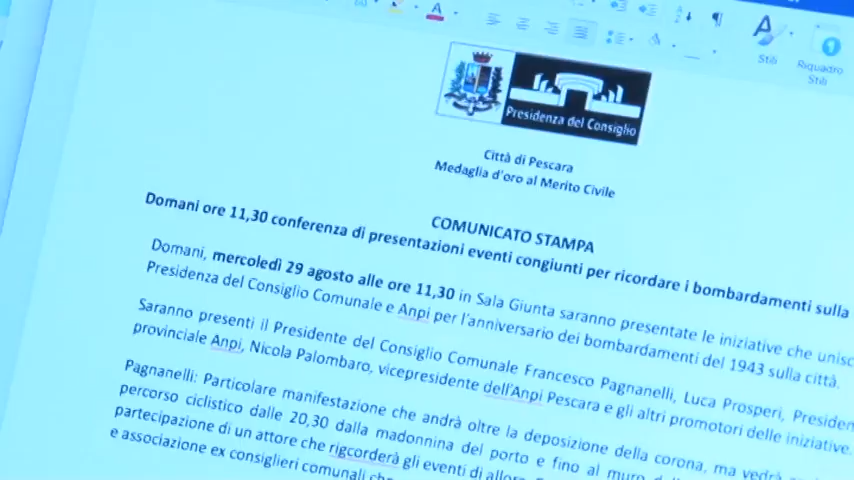 Stili
Riquadro
Stili
Presidenza del Consiglio
Città di Pescara
Medaglia d'oro al Merito Civile
COMUNICATO STAMPA
Domani ore 11,30 conferenza di presentazioni eventi congiunti per ricordare i bombardamenti sulla
Domani, mercoledì 29 agosto alle ore 11,30 in Sala Giunta saranno presentate le iniziative che unisc
Presidenza del Consiglio Comunale e Anpi per l'anniversario dei bombardamenti del 1943 sulla città.
Saranno presenti il Presidente del Consiglio Comunale Francesco Pagnanelli, Luca Prosperi, Presiden
provinciale Anpi, Nicola Palombaro, vicepresidente dell'Anpi Pescara e gli altri promotori delle iniziative.
Pagnanelli: Particolare manifestazione che andrà oltre la deposizione della corona, ma vedrà
percorso ciclistico dalle 20,30 dalla madonnina del porto e fino al muro
partecipazione di un attore che rigcorderà gli eventi di allora
e associazione ex consiglieri comunali che